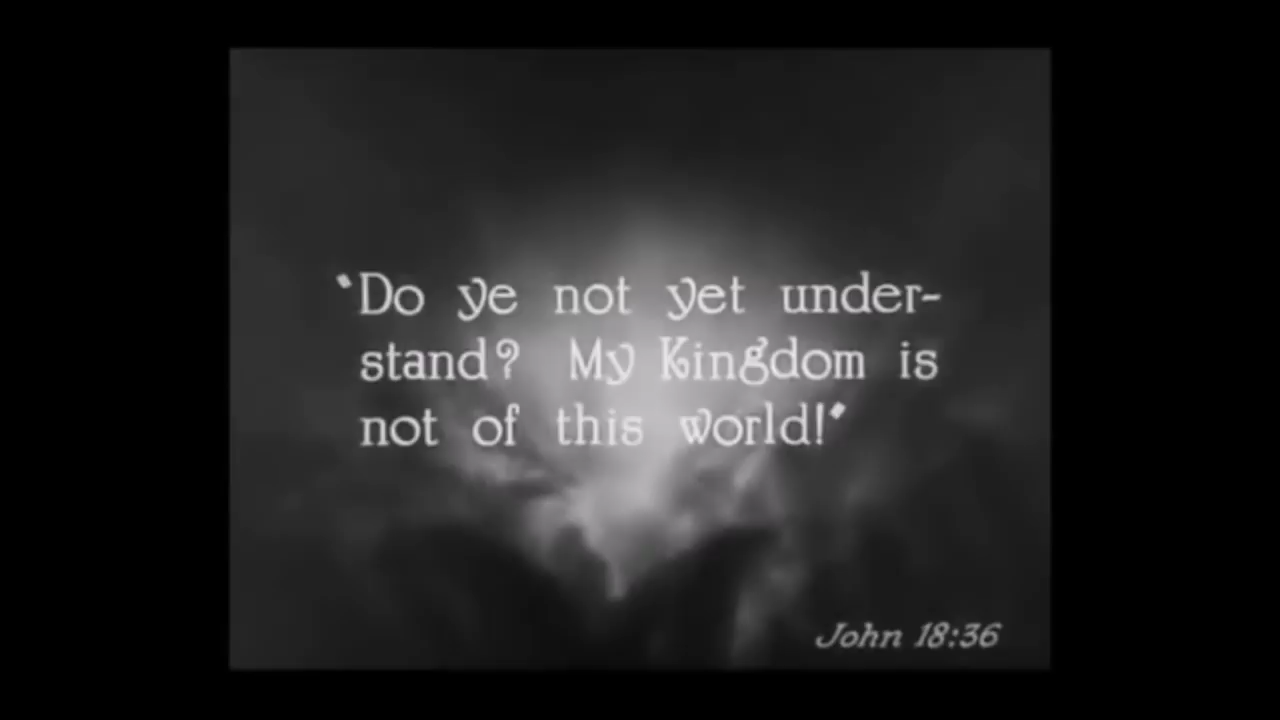 “Do ye not yet under-
stand? My Kingdom is
not of this world!”
John 18:36